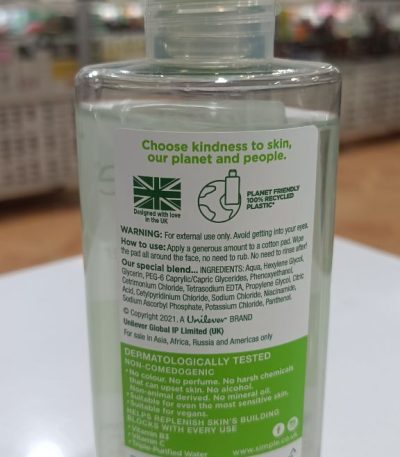 Choose kindness to skin,
our planet and people.
Designed with love
in the UK
PLANET FRIENDLY
100% RECYCLED
PLASTIC*
WARNING: For external use only. Avoid getting into your eyes.
How to use: Apply a generous amount to a cotton pad. Wipe
the pad all around the face, no need to rub. No need to rinse after!
Our special blend... INGREDIENTS: Aqua, Hexylene Glycol,
Glycerin, PEG-6 Caprylic/Capric Glycerides, Phenoxyethanol,
Cetrimonium Chloride, Tetrasodium EDTA, Propylene Glycol, Citric
Acid, Cetylpyridinium Chloride, Sodium Chloride, Niacinamide,
Sodium Ascorbyl Phosphate, Potassium Chloride, Panthenol.
© Copyright 2021. A Unilever BRAND
Unilever Global IP Limited (UK)
For sale in Asia, Africa, Russia and Americas only
DERMATOLOGICALLY TESTED
NON-COMEDOGENIC
• No colour. No perfume. No harsh chemicals
that can upset skin. No alcohol.
• No animal derived. No mineral oil.
• Suitable for even the most sensitive skin.
• Suitable for vegans.
HELPS REPLENISH SKIN'S BUILDING
BLOCKS WITH EVERY USE
• Vitamin B3
• Vitamin C
• Triple-Purified Water
www.simple.co.uk